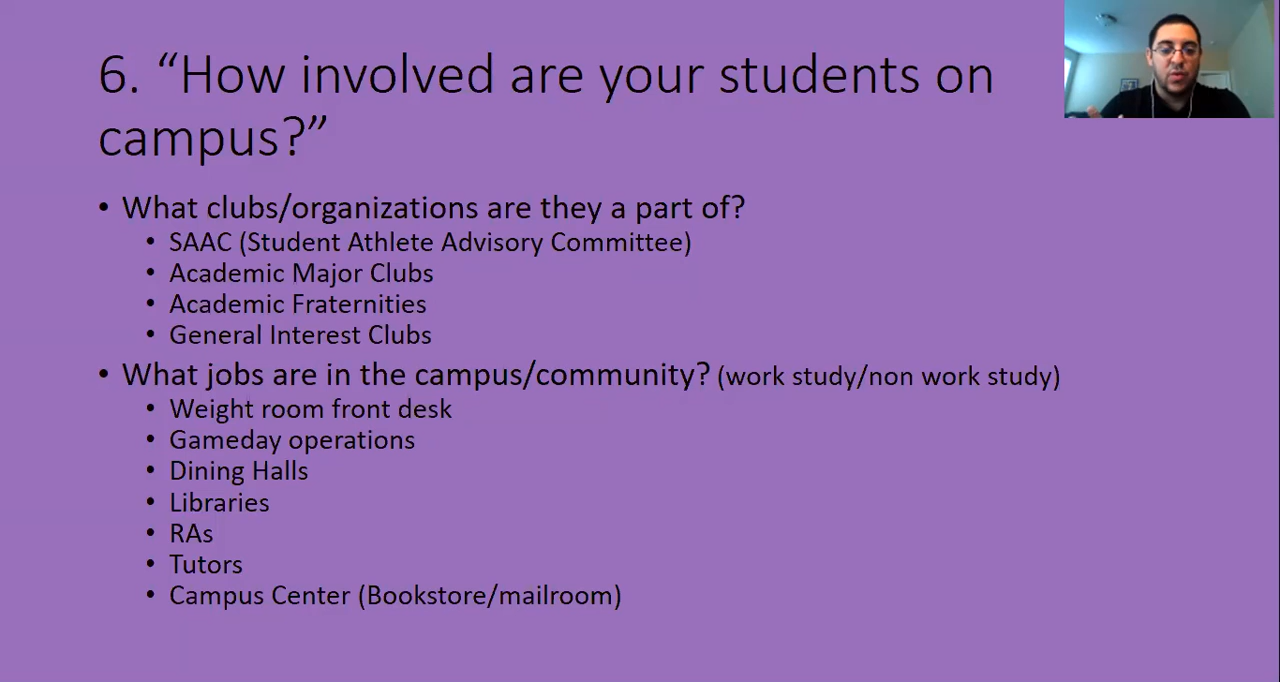 6. “How involved are your students on
campus?”
• What clubs/organizations are they a part of?
• SAAC (Student Athlete Advisory Committee)
• Academic Major Clubs
• Academic Fraternities
• General Interest Clubs
• What jobs are in the campus/community? (work study/non work study)
• Weight room front desk
• Gameday operations
• Dining Halls
• Libraries
• RAs
• Tutors
• Campus Center (Bookstore/mailroom)